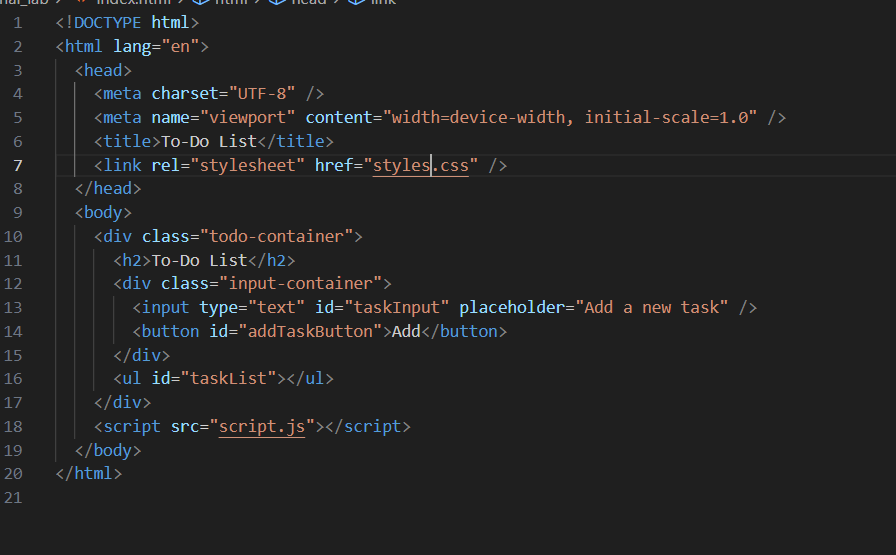 index.html > html > head > link
1 <!DOCTYPE html>
2 <html lang="en">
3 <head>
4 <meta charset="UTF-8" />
5 <meta name="viewport" content="width=device-width, initial-scale=1.0" />
6 <title>To-Do List</title>
7 <link rel="stylesheet" href="styles.css" />
8 </head>
9 <body>
10 <div class="todo-container">
11 <h2>To-Do List</h2>
12 <div class="input-container">
13 <input type="text" id="taskInput" placeholder="Add a new task" />
14 <button id="addTaskButton">Add</button>
15 </div>
16 <ul id="taskList"></ul>
17 </div>
18 <script src="script.js"></script>
19 </body>
20 </html>
21